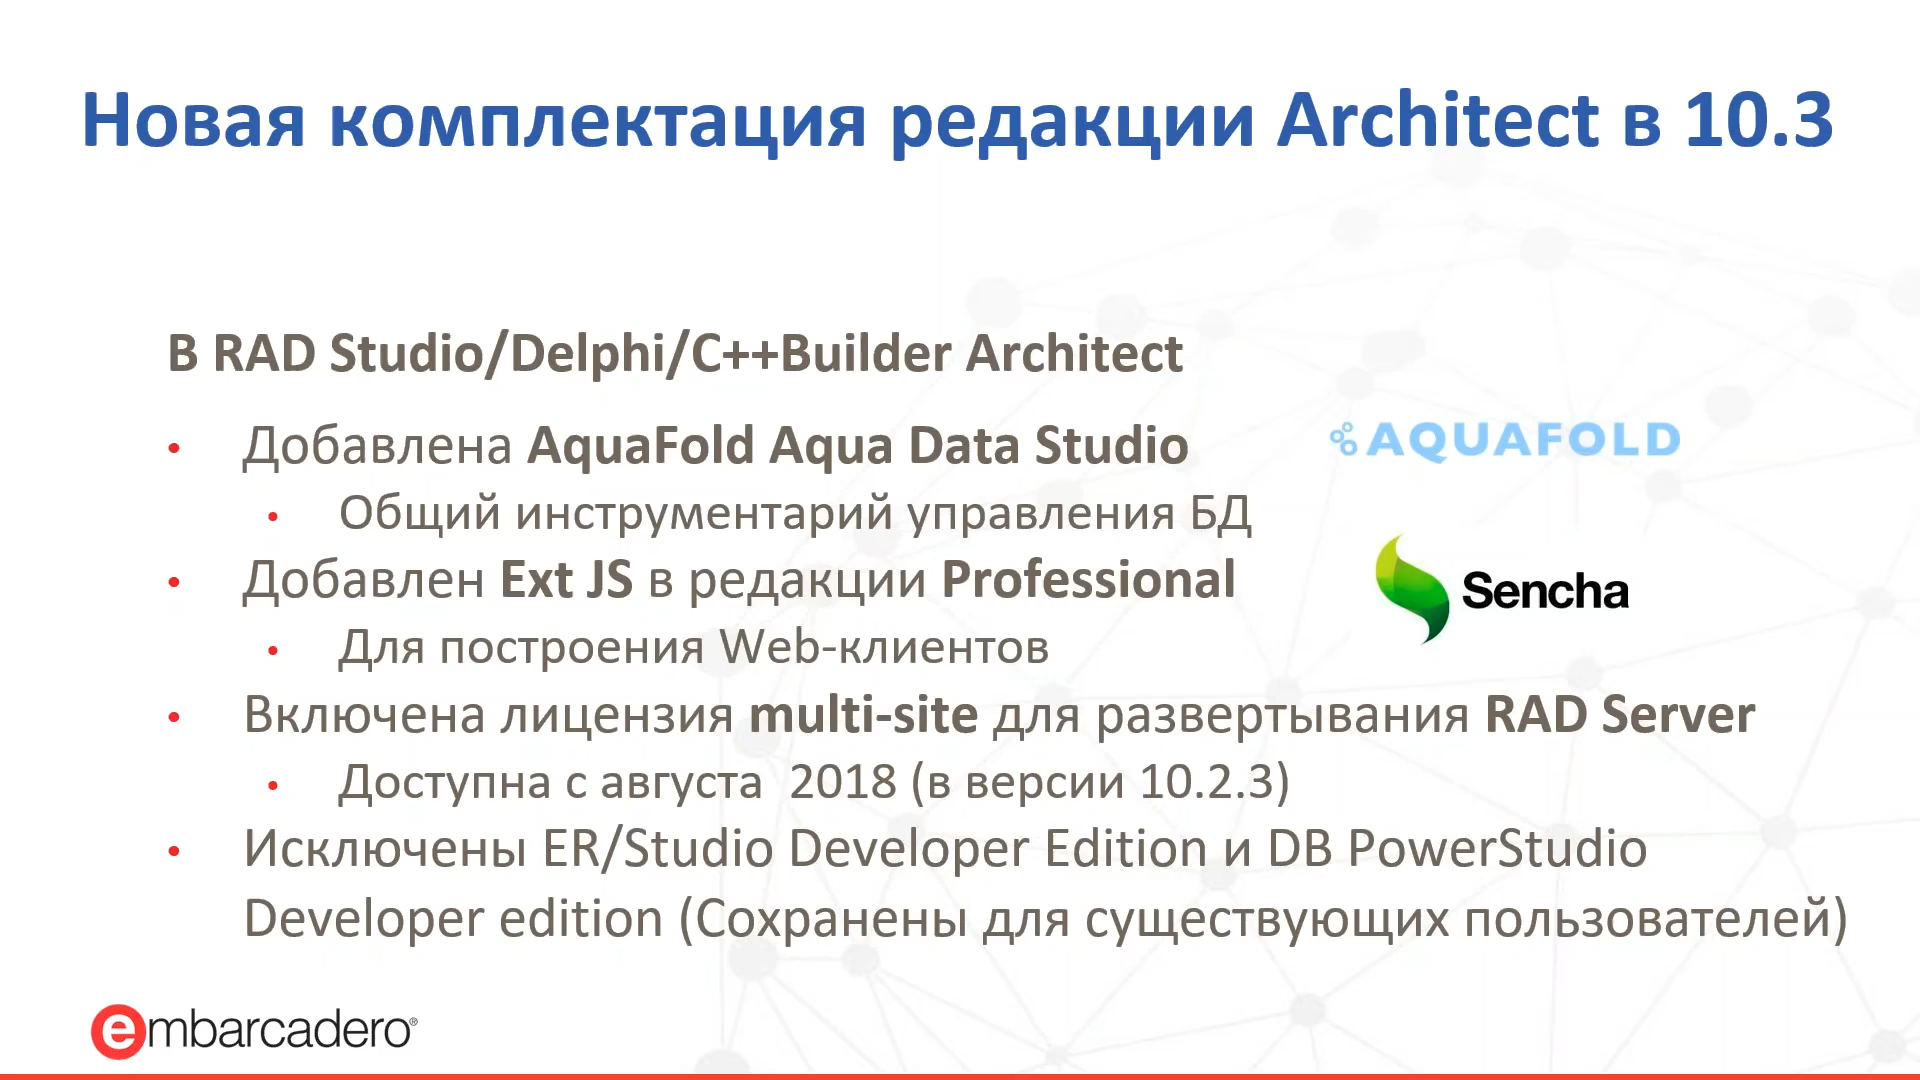 Новая комплектация редакции Architect в 10.3
В RAD Studio/Delphi/C++Builder Architect
• Добавлена AquaFold Aqua Data Studio
AQUAFOLD
• Общий инструментарий управления БД
• Добавлен Ext JS в редакции Professional
Sencha
• Для построения Web-клиентов
• Включена лицензия multi-site для развертывания RAD Server
• Доступна с августа 2018 (в версии 10.2.3)
• Исключены ER/Studio Developer Edition и DB PowerStudio
Developer edition (Сохранены для существующих пользователей)
embarcadero®